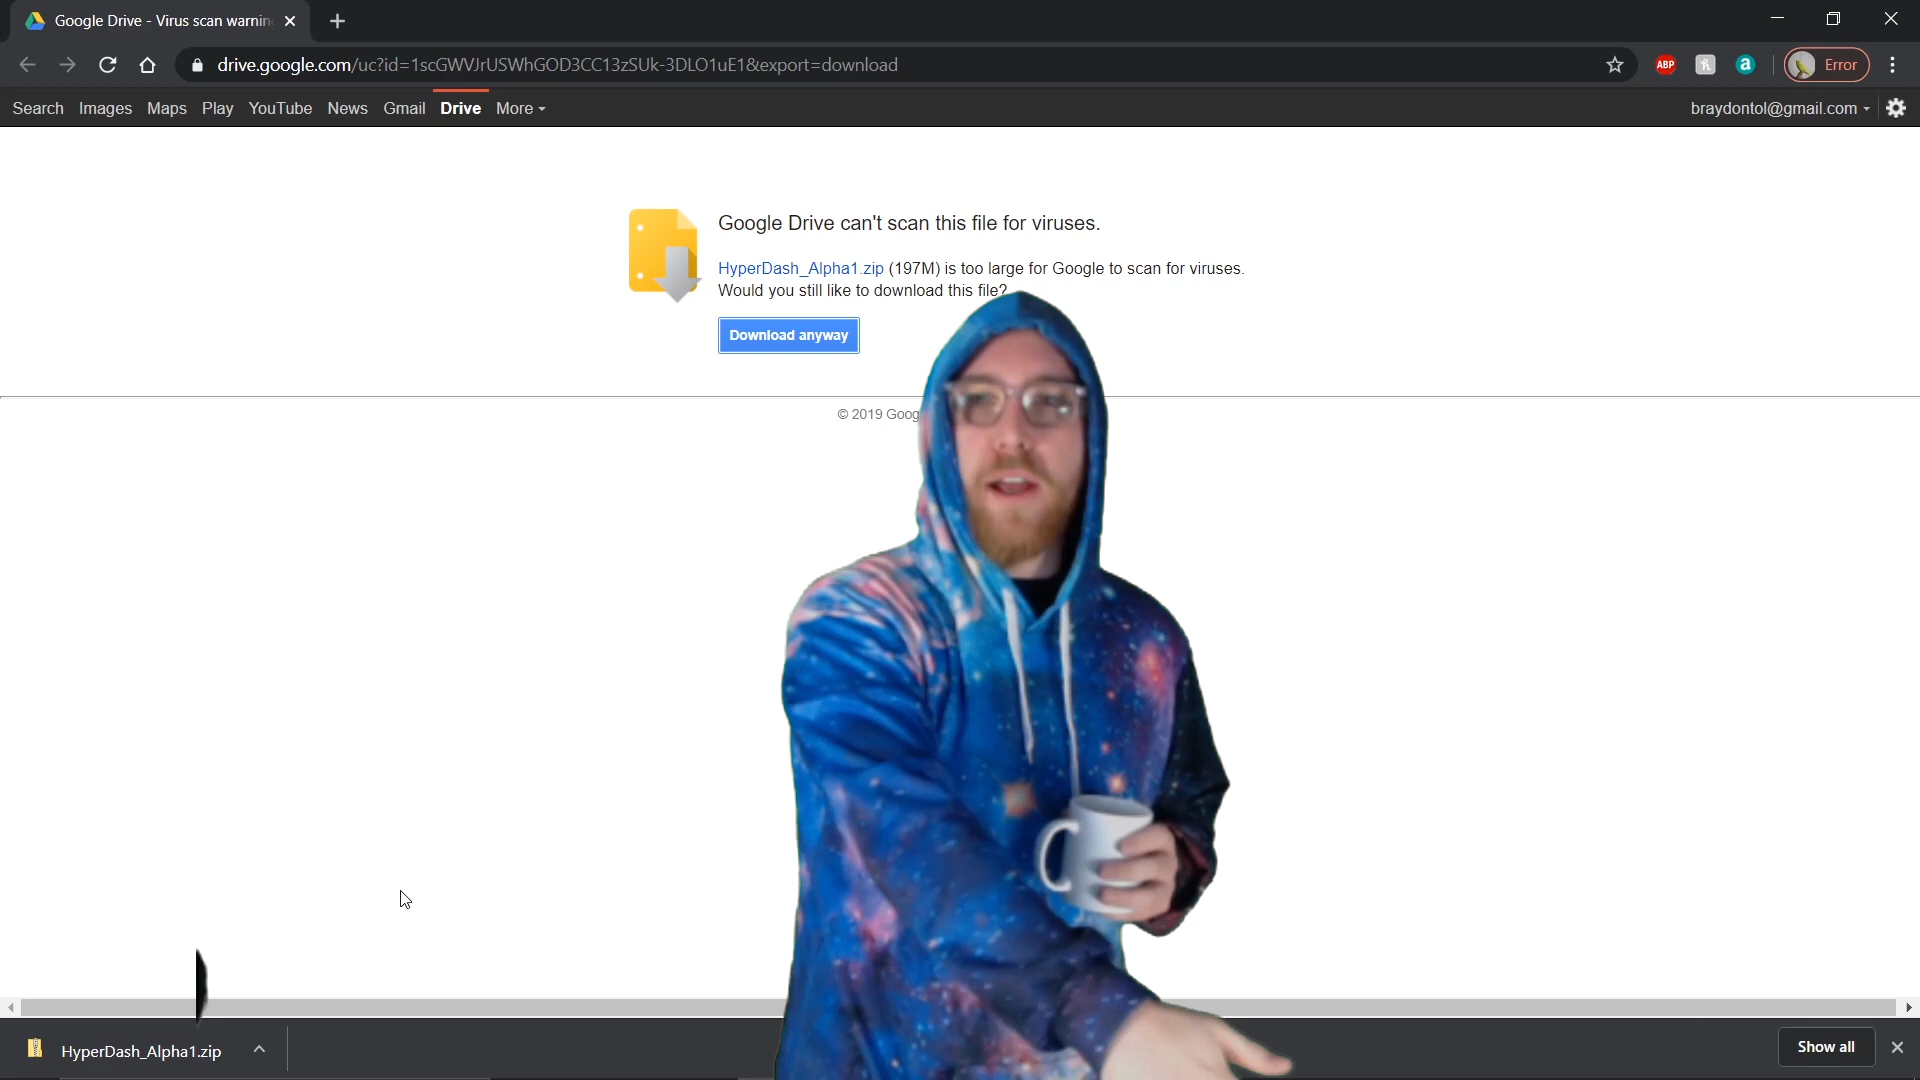 Google Drive - Virus scan warnin
drive.google.com/uc?id=1scGWVJrUSWhGOD3CC13zSUk-3DLO1uE1&export=download
ABP
a
Error
Search Images Maps Play YouTube News Gmail Drive More
braydontol@gmail.com
Google Drive can't scan this file for viruses.
HyperDash_Alpha1.zip (197M) is too large for Google to scan for viruses.
Would you still like to download this file?
Download anyway
© 2019 Goog
HyperDash_Alpha1.zip
Show all